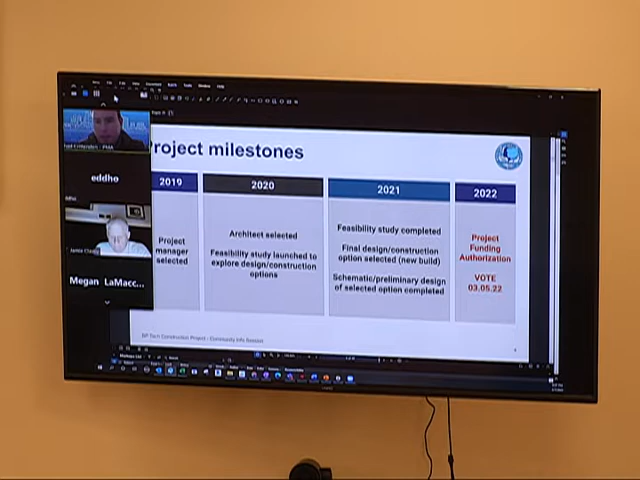 roject milestones
eddho
2019
2020
2021
2022
Project
manager
selected
Architect selected
Feasibility study launched to
explore design/construction
options
Feasibility study completed
Final design/construction
option selected (new build)
Schematic/preliminary design
of selected option completed
Project
Funding
Authorization
VOTE
03.05.22
Megan LaMacc...
Tech Construction Project - Community Info Session